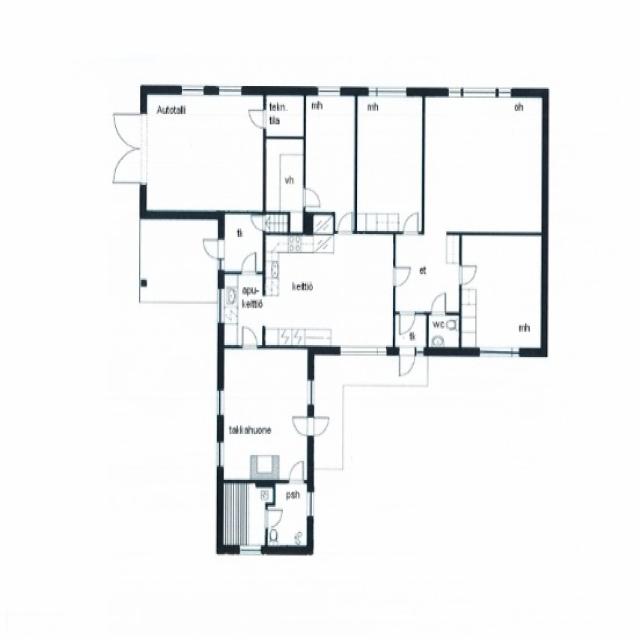 Autotalli
tekn.
tila
mh
mh
oh
vh
tk
et
keittiö
apu-
keittiö
wc
tk
mh
takkahuone
psh